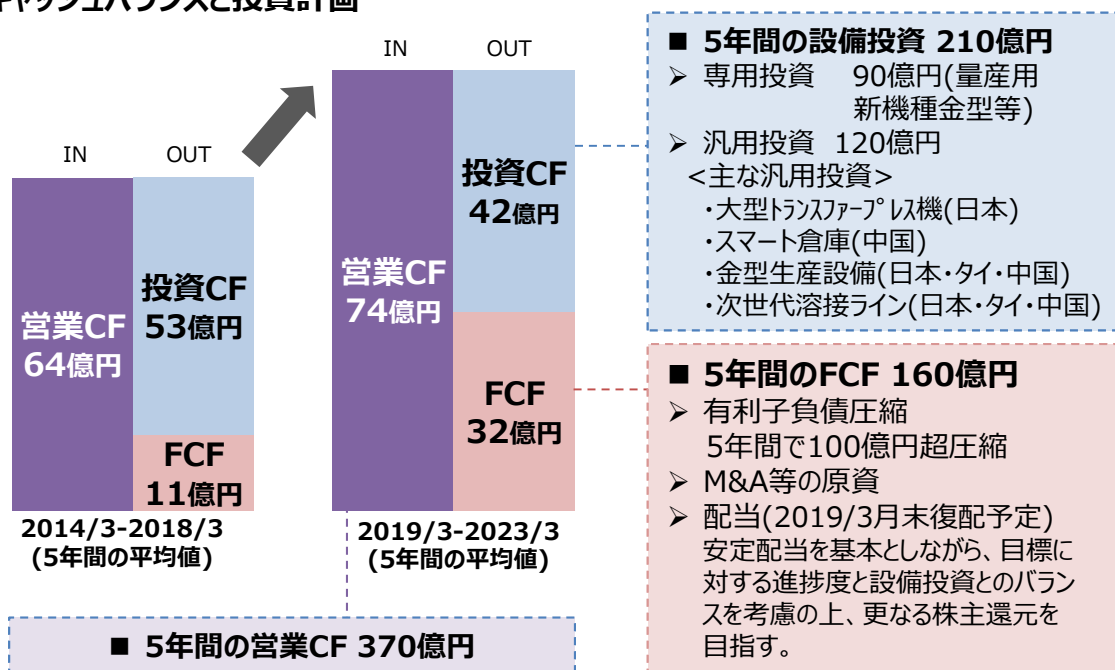 キャッシュバランスと投資計画
IN OUT
営業CF
64億円
投資CF
53億円
FCF
11億円
2014/3-2018/3
(5年間の平均値)
IN OUT
営業CF
74億円
投資CF
42億円
FCF
32億円
2019/3-2023/3
(5年間の平均値)
■ 5年間の営業CF 370億円
■ 5年間の設備投資 210億円
➢ 専用投資 90億円(量産用
新機種金型等)
➢ 汎用投資 120億円
<主な汎用投資>
・大型ﾄﾗﾝｽﾌｧｰﾌﾟﾚｽ機(日本)
・スマート倉庫(中国)
・金型生産設備(日本・タイ・中国)
・次世代溶接ライン(日本・タイ・中国)
■ 5年間のFCF 160億円
➢ 有利子負債圧縮
5年間で100億円超圧縮
➢ M&A等の原資
➢ 配当(2019/3月末復配予定)
安定配当を基本としながら、目標に
対する進捗度と設備投資とのバラン
スを考慮の上、更なる株主還元を
目指す。